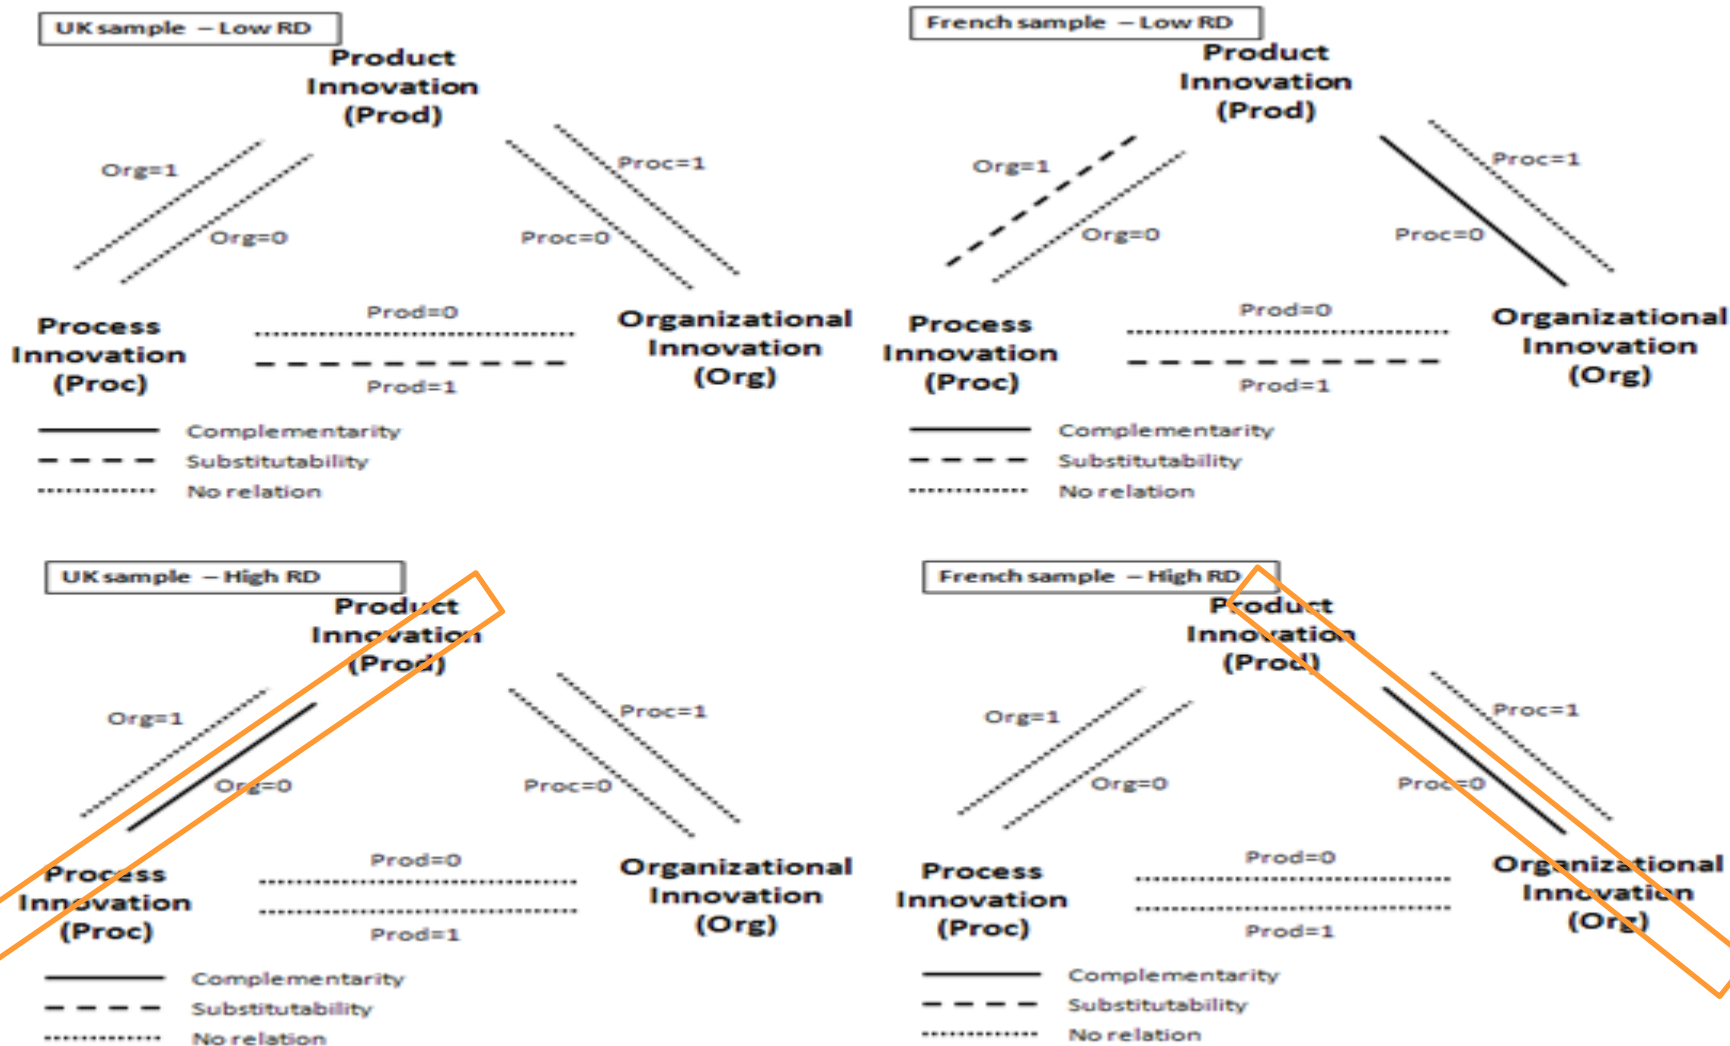 UK sample – Low RD
Product
Innovation
(Prod)
Org=1
Org=0
Proc=1
Proc=0
Process
Innovation
(Proc)
Prod=0
Prod=1
Organizational
Innovation
(Org)
Complementarity
Substitutability
No relation
French sample – Low RD
Product
Innovation
(Prod)
Org=1
Org=0
Proc=1
Proc=0
Process
Innovation
(Proc)
Prod=0
Prod=1
Organizational
Innovation
(Org)
Complementarity
Substitutability
No relation
UK sample – High RD
Product
Innovation
(Prod)
Org=1
Org=0
Proc=1
Proc=0
Process
Innovation
(Proc)
Prod=0
Prod=1
Organizational
Innovation
(Org)
Complementarity
Substitutability
No relation
French sample – High RD
Product
Innovation
(Prod)
Org=1
Org=0
Proc=1
Proc=0
Process
Innovation
(Proc)
Prod=0
Prod=1
Organizational
Innovation
(Org)
Complementarity
Substitutability
No relation